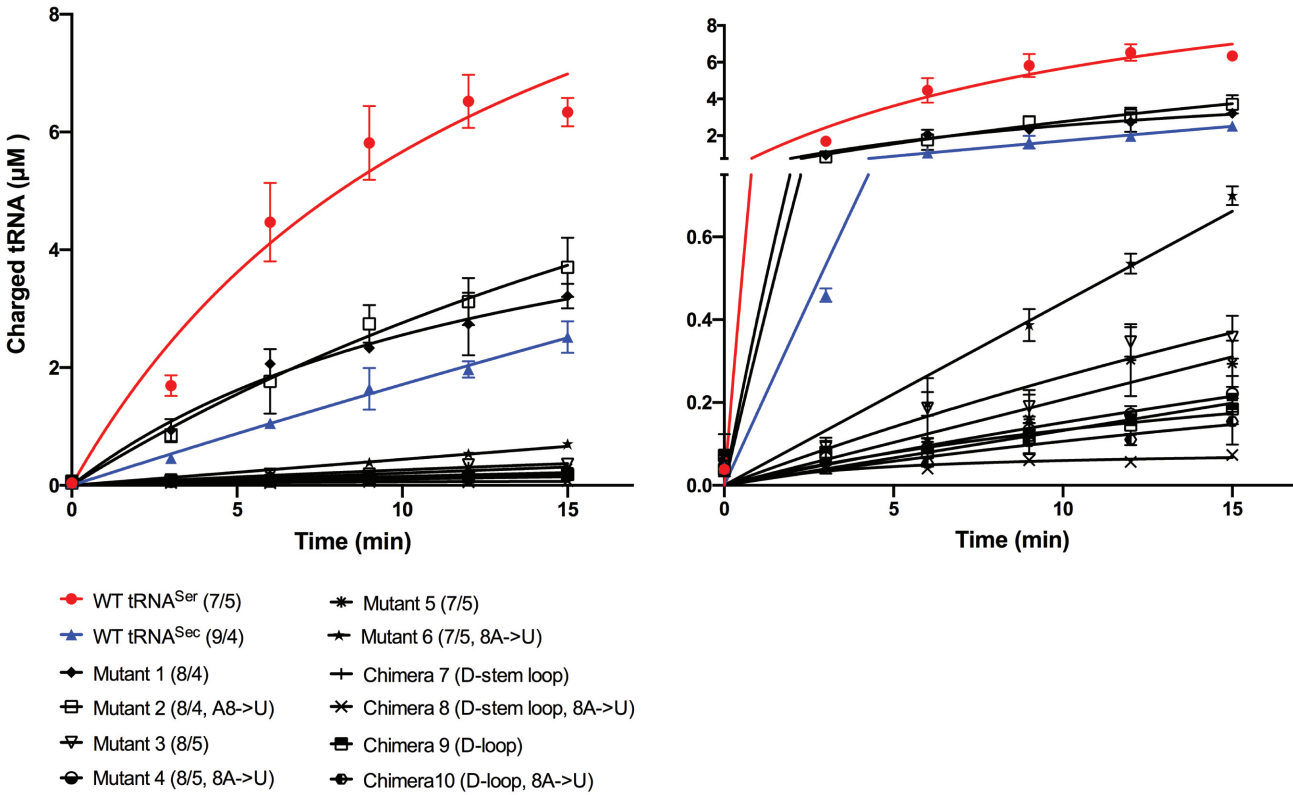 8
6
4
2
0
0
5
10
15
Charged tRNA (µM)
Time (min)
8
6
4
2
0.6
0.4
0.2
0.0
0
5
10
15
Time (min)
WT tRNASer (7/5)
WT tRNASec (9/4)
Mutant 1 (8/4)
Mutant 2 (8/4, A8->U)
Mutant 3 (8/5)
Mutant 4 (8/5, 8A->U)
Mutant 5 (7/5)
Mutant 6 (7/5, 8A->U)
Chimera 7 (D-stem loop)
Chimera 8 (D-stem loop, 8A->U)
Chimera 9 (D-loop)
Chimera10 (D-loop, 8A->U)